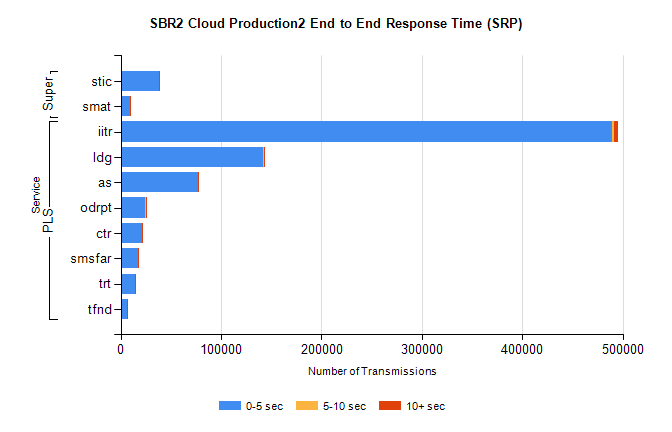 SBR2 Cloud Production2 End to End Response Time (SRP)
Super
stic
smat
Service
PLS
iitr
ldg
as
odrpt
ctr
smsfar
trt
tfnd
0 100000 200000 300000 400000 500000
Number of Transmissions
0-5 sec 5-10 sec 10+ sec